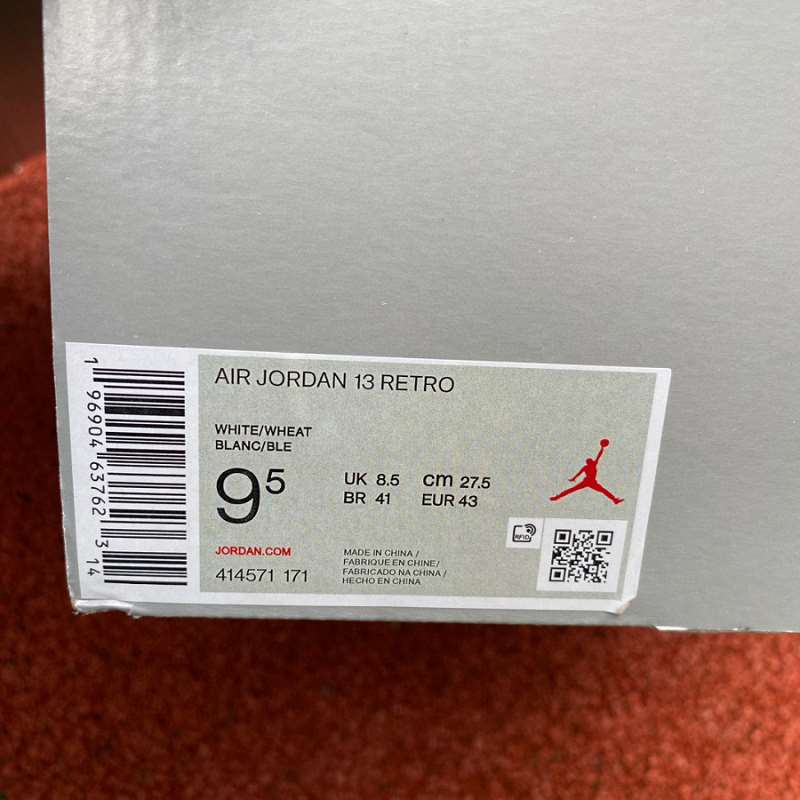 AIR JORDAN 13 RETRO
WHITE/WHEAT
BLANC/BLE
9⁵
UK 8.5 cm 27.5
BR 41 EUR 43
JORDAN.COM
414571 171
MADE IN CHINA /
FABRIQUE EN CHINE/
FABRICADO NA CHINA /
HECHO EN CHINA
RFID
1 96904 63762 3 14